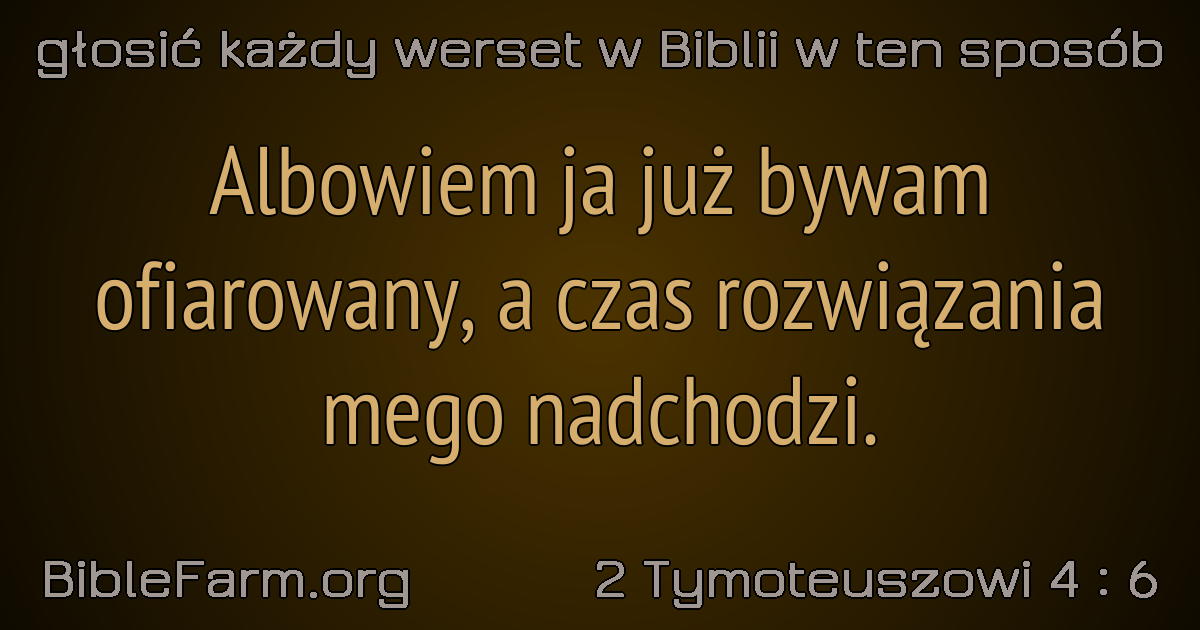 głosić każdy werset w Biblii w ten sposób
Albowiem ja już bywam
ofiarowany, a czas rozwiązania
mego nadchodzi.
BibleFarm.org
2 Tymoteuszowi 4 : 6